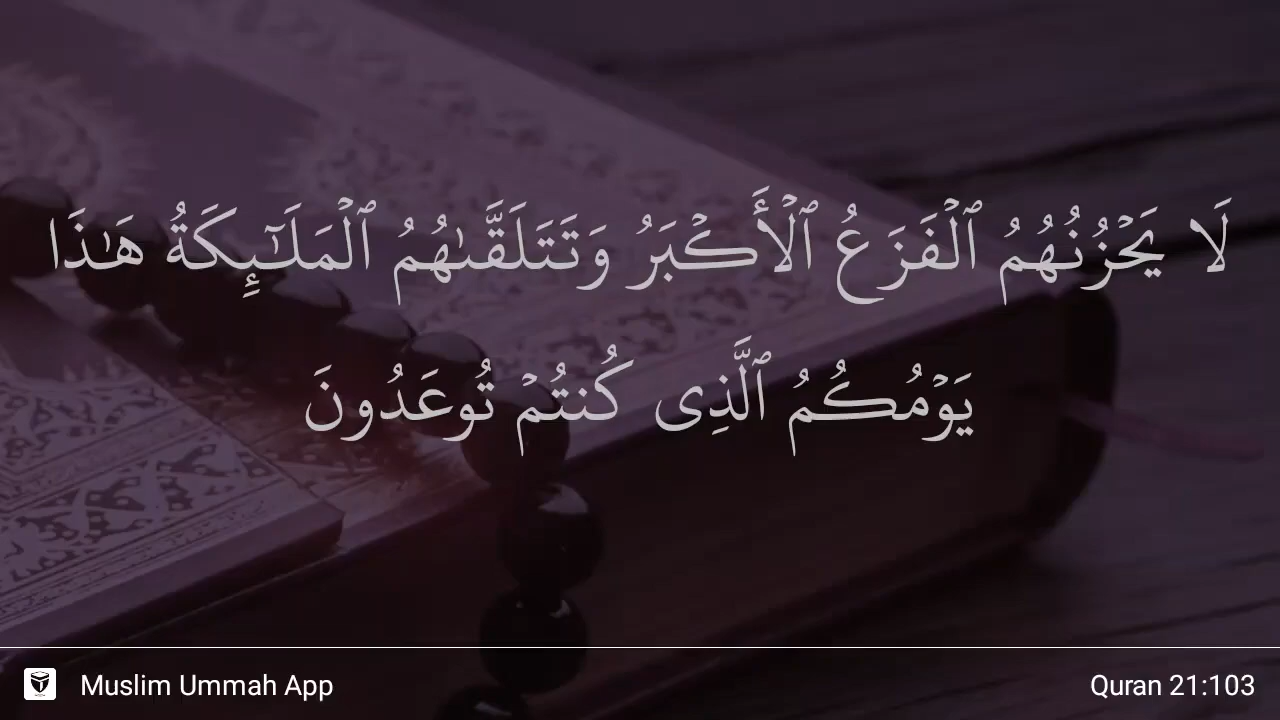 لَا يَحْزُنُهُمُ ٱلْفَزَعُ ٱلْأَكْبَرُ وَتَتَلَقَّىٰهُمُ ٱلْمَلَـٰٓئِكَةُ هَـٰذَا
يَوْمُكُمُ ٱلَّذِى كُنتُمْ تُوعَدُونَ
Muslim Ummah App
Quran 21:103